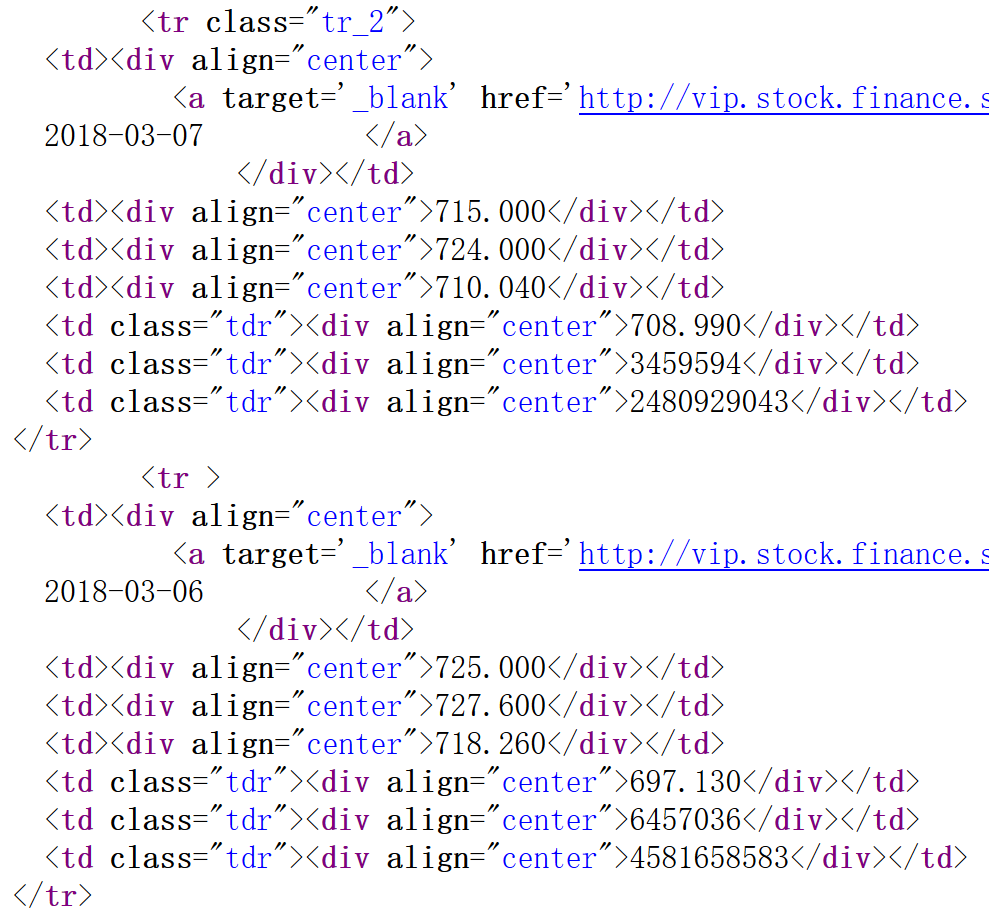 <tr class="tr_2">
<td><div align="center">
<a target='_blank' href='http://vip.stock.finance.s
2018-03-07 </a>
</div></td>
<td><div align="center">715.000</div></td>
<td><div align="center">724.000</div></td>
<td><div align="center">710.040</div></td>
<td class="tdr"><div align="center">708.990</div></td>
<td class="tdr"><div align="center">3459594</div></td>
<td class="tdr"><div align="center">2480929043</div></td>
</tr>
<tr >
<td><div align="center">
<a target='_blank' href='http://vip.stock.finance.s
2018-03-06 </a>
</div></td>
<td><div align="center">725.000</div></td>
<td><div align="center">727.600</div></td>
<td><div align="center">718.260</div></td>
<td class="tdr"><div align="center">697.130</div></td>
<td class="tdr"><div align="center">6457036</div></td>
<td class="tdr"><div align="center">4581658583</div></td>
</tr>